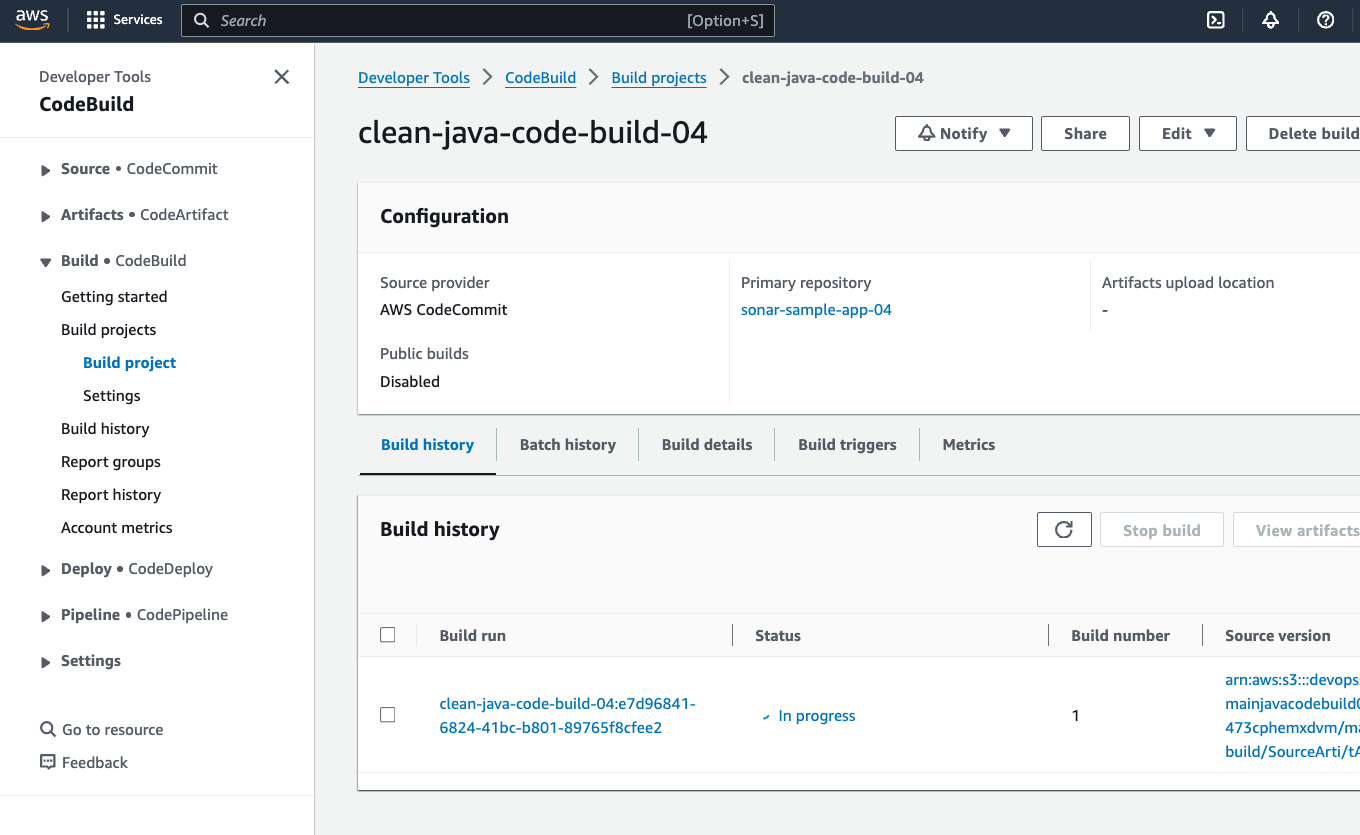 aws
Services
Search
[Option+S]
Developer Tools
CodeBuild
Source • CodeCommit
Artifacts • CodeArtifact
Build • CodeBuild
Getting started
Build projects
Build project
Settings
Build history
Report groups
Report history
Account metrics
Deploy • CodeDeploy
Pipeline • CodePipeline
Settings
Go to resource
Feedback
Developer Tools
CodeBuild
Build projects
clean-java-code-build-04
clean-java-code-build-04
Notify
Share
Edit
Delete build
Configuration
Source provider
AWS CodeCommit
Primary repository
sonar-sample-app-04
Artifacts upload location
-
Public builds
Disabled
Build history
Batch history
Build details
Build triggers
Metrics
Build history
Stop build
View artifacts
Build run
Status
Build number
Source version
clean-java-code-build-04:e7d96841-
6824-41bc-b801-89765f8cfee2
In progress
1
arn:aws:s3:::devops
mainjavacodebuild
473cphemxdvm/ma
build/SourceArti/tA